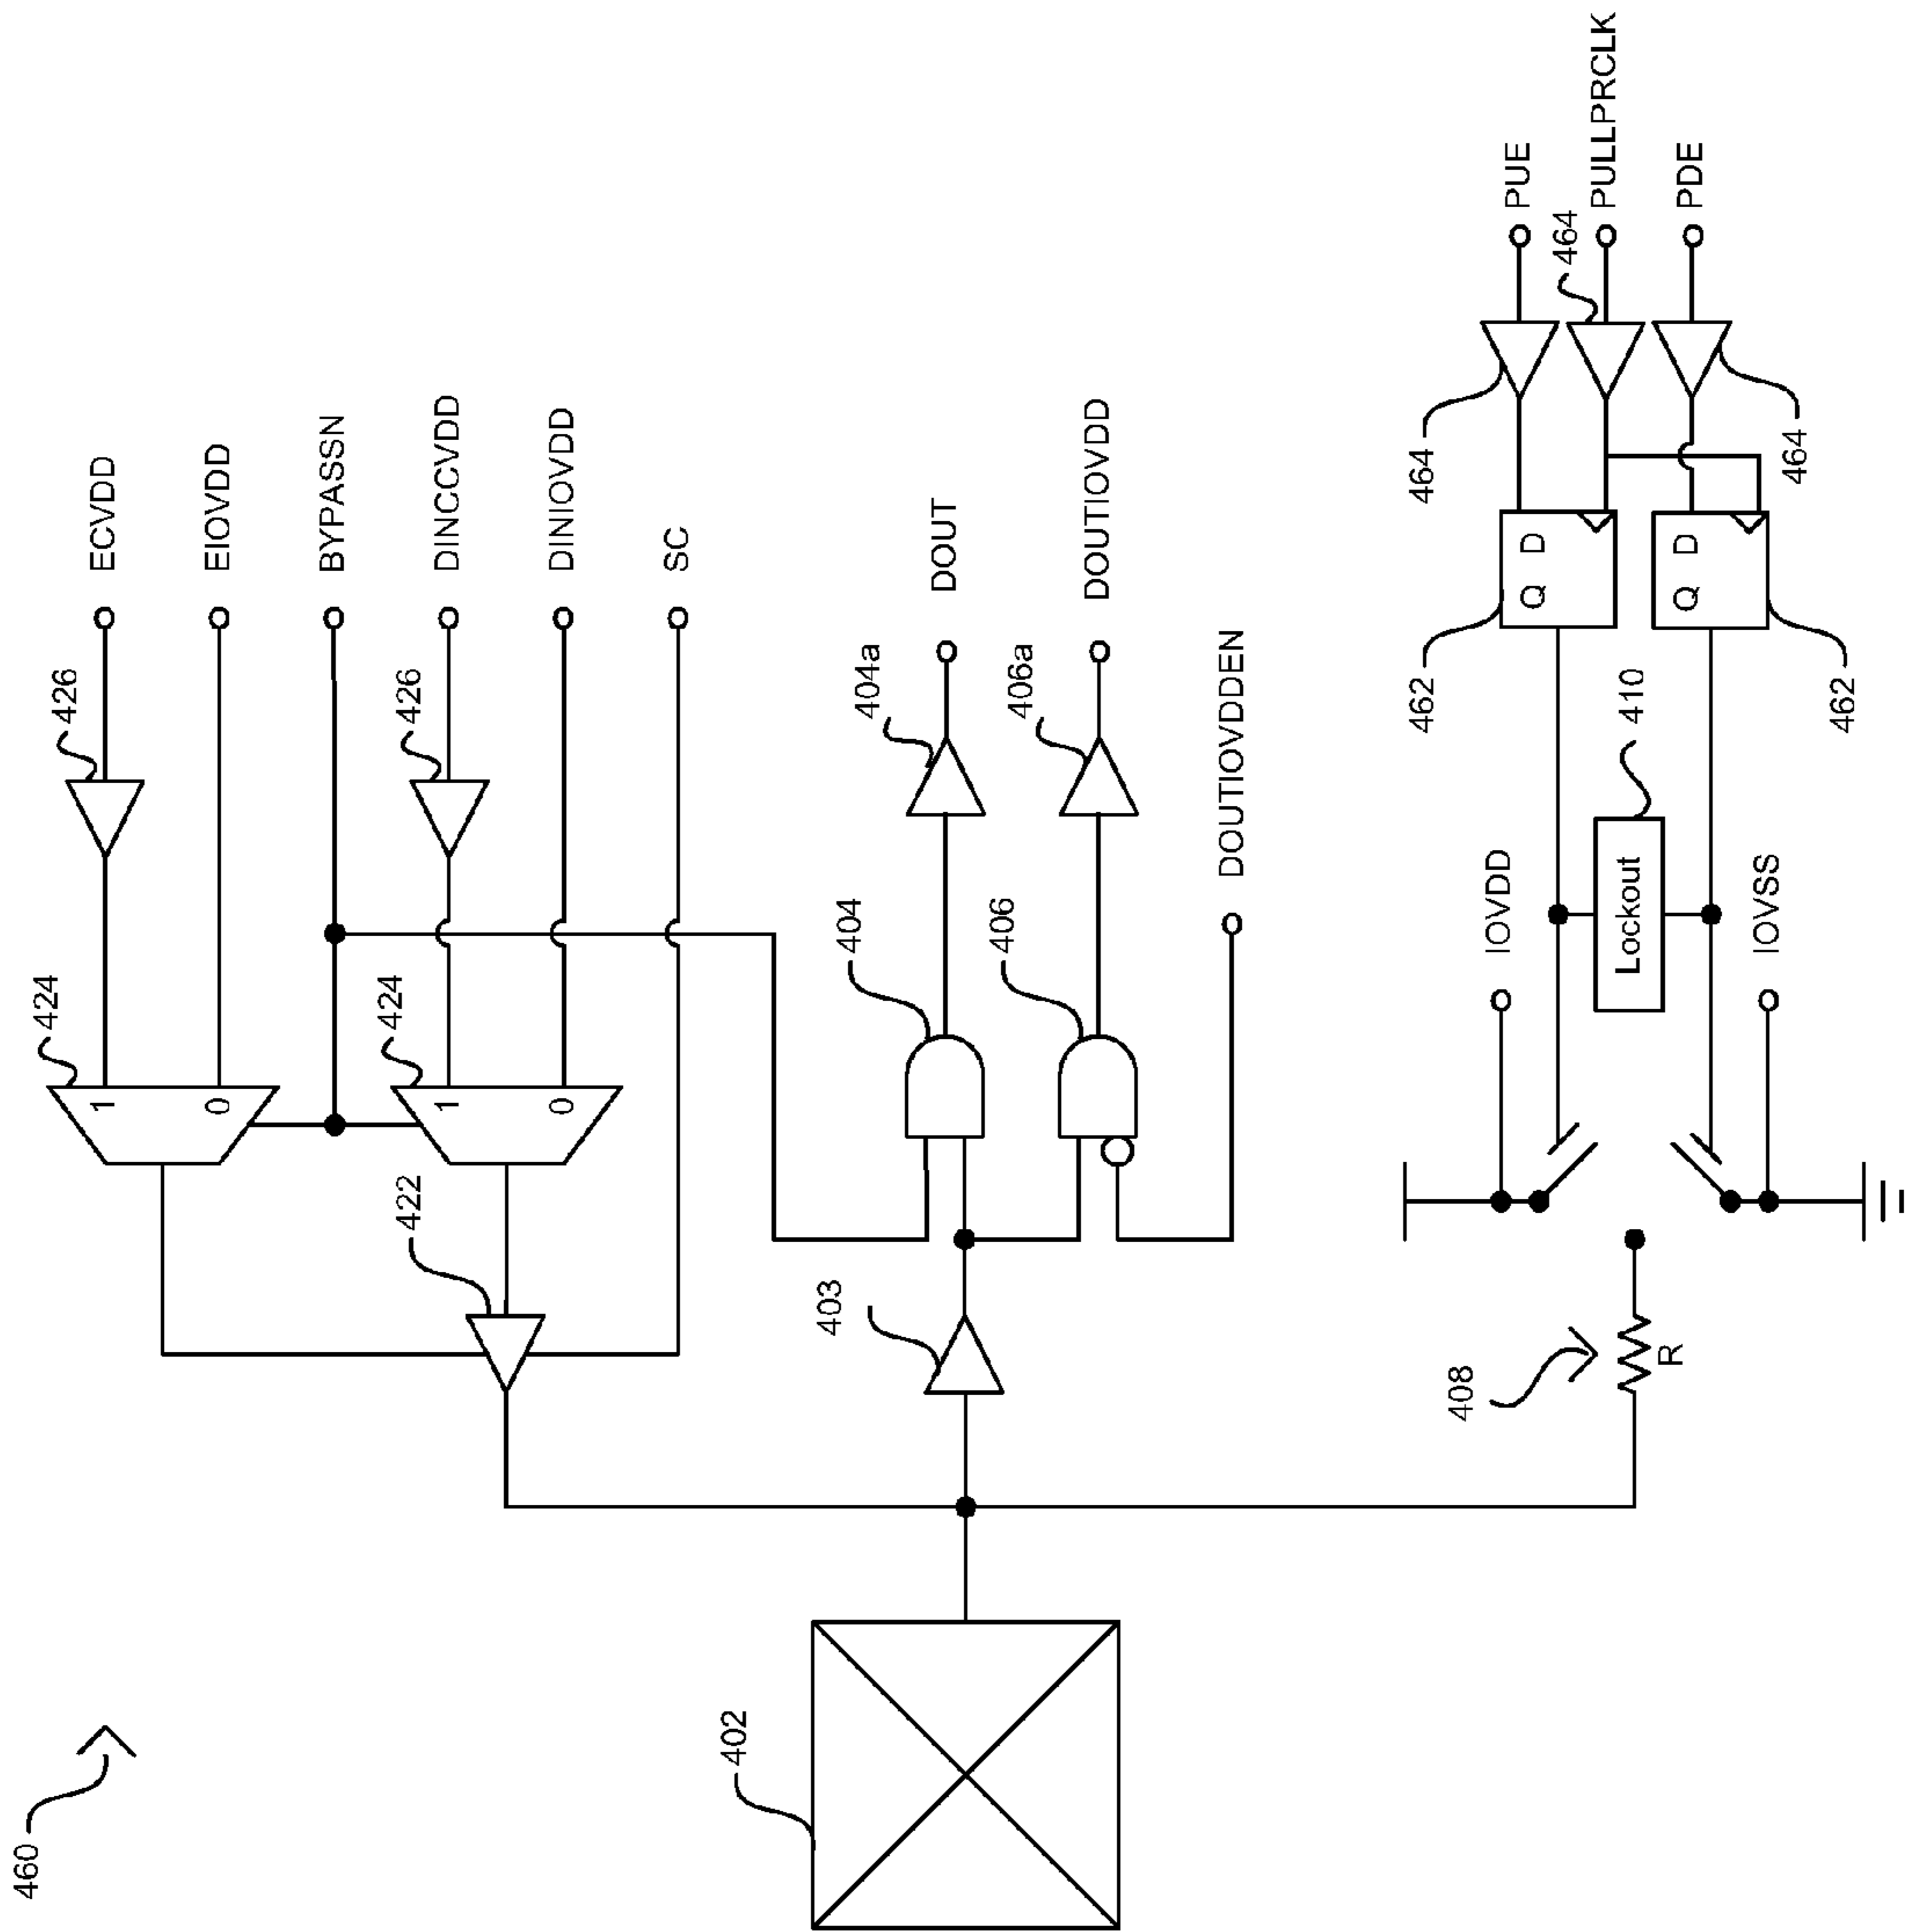 460
ECVDD
EIOVDD
BYPASSN
DINCCVDD
DINIOVDD
SC
426
426
424
424
1
0
1
0
422
DOUT
DOUTIOVDD
DOUTIOVDDEN
404a
406a
404
406
403
402
PUE
PULLPRCLK
PDE
464
464
464
Q D
Q D
462
462
410
IOVDD
Lockout
IOVSS
408
R